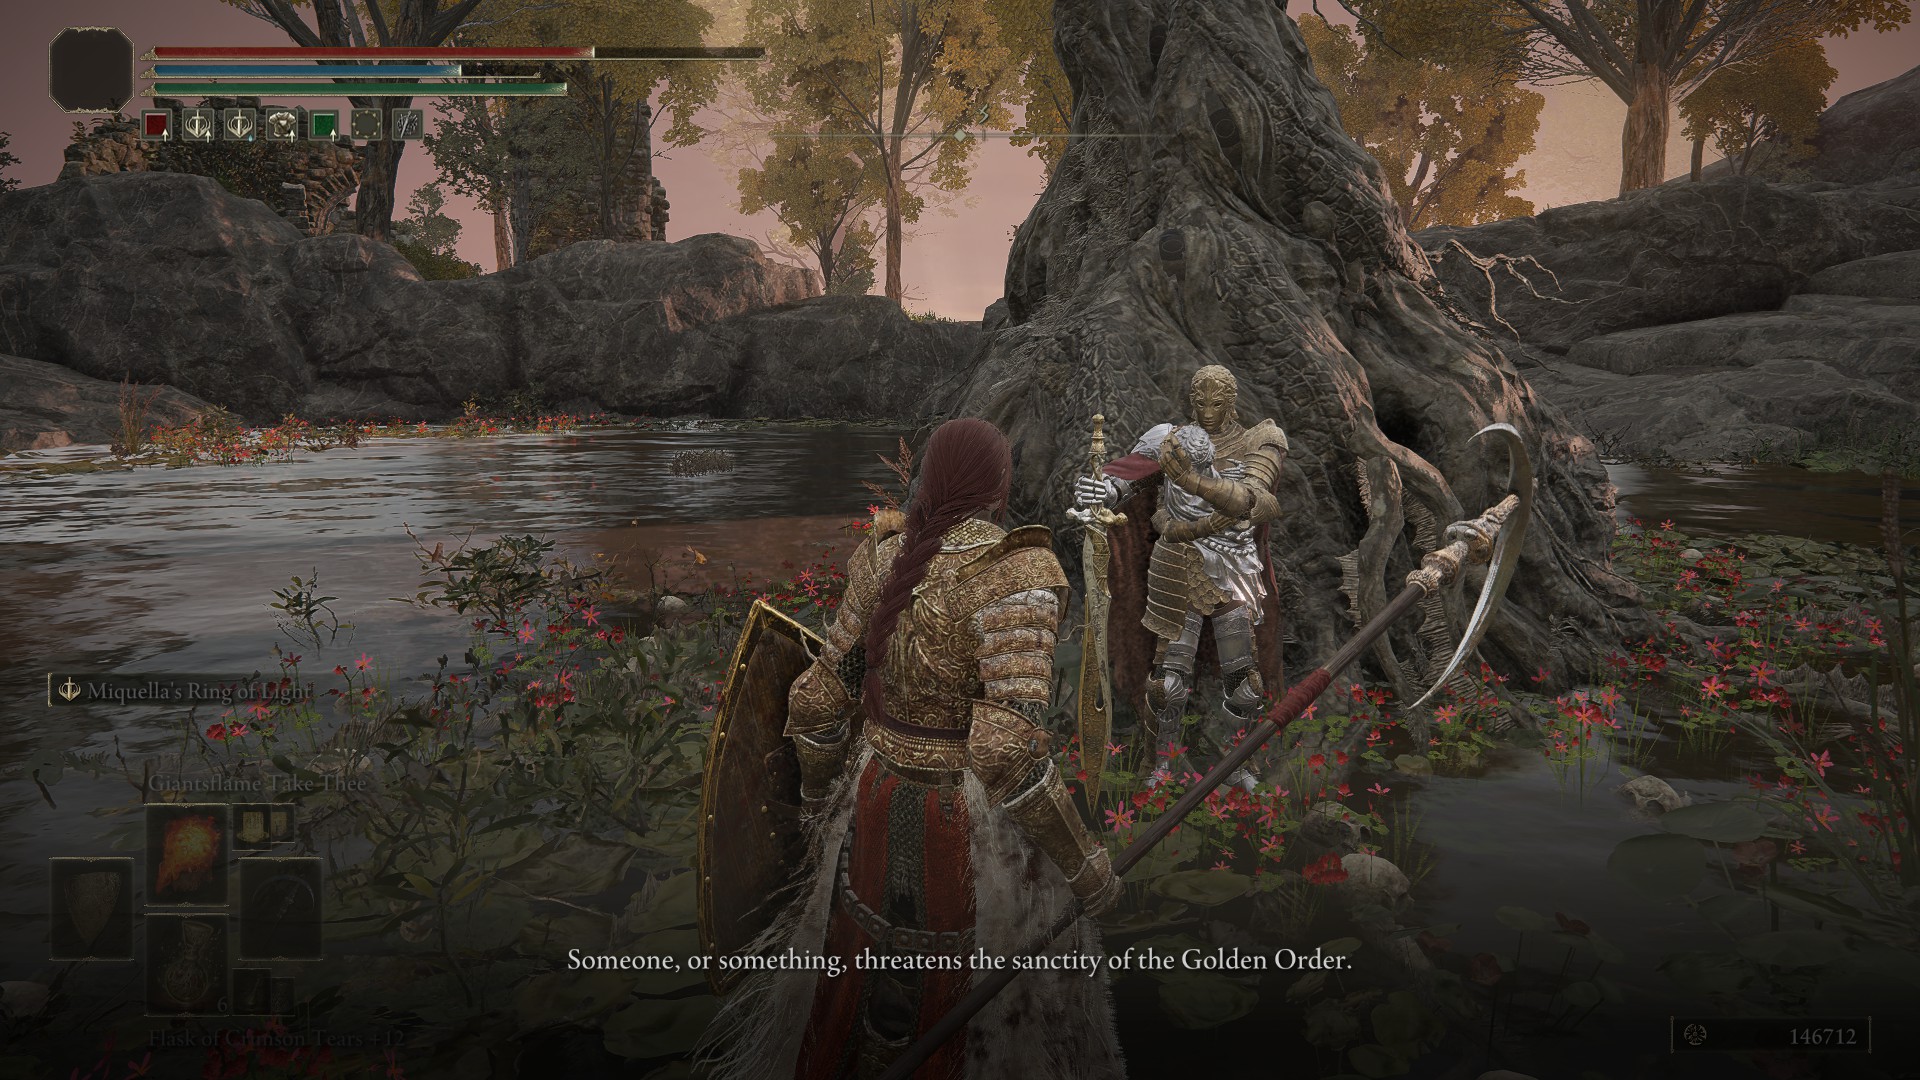 Miquella's Ring of Light
Giantsflame Take Thee
Someone, or something, threatens the sanctity of the Golden Order.
6
Flask of Crimson Tears +12
146712
S